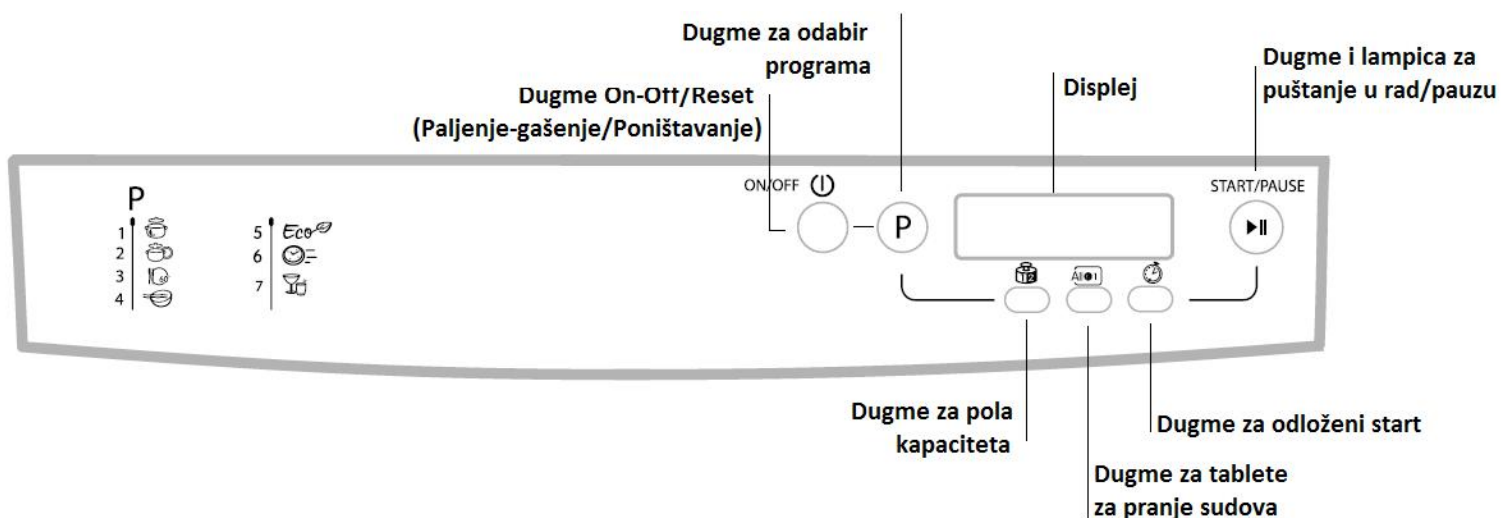 Dugme za odabir
programa
Dugme i lampica za
puštanje u rad/pauzu
Displej
Dugme On-Off/Reset
(Paljenje-gašenje/Poništavanje)
P
1
2
3
4
5 Eco
6
7
ON/OFF
P
START/PAUSE
All 1
Dugme za pola
kapaciteta
Dugme za odloženi start
Dugme za tablete
za pranje sudova